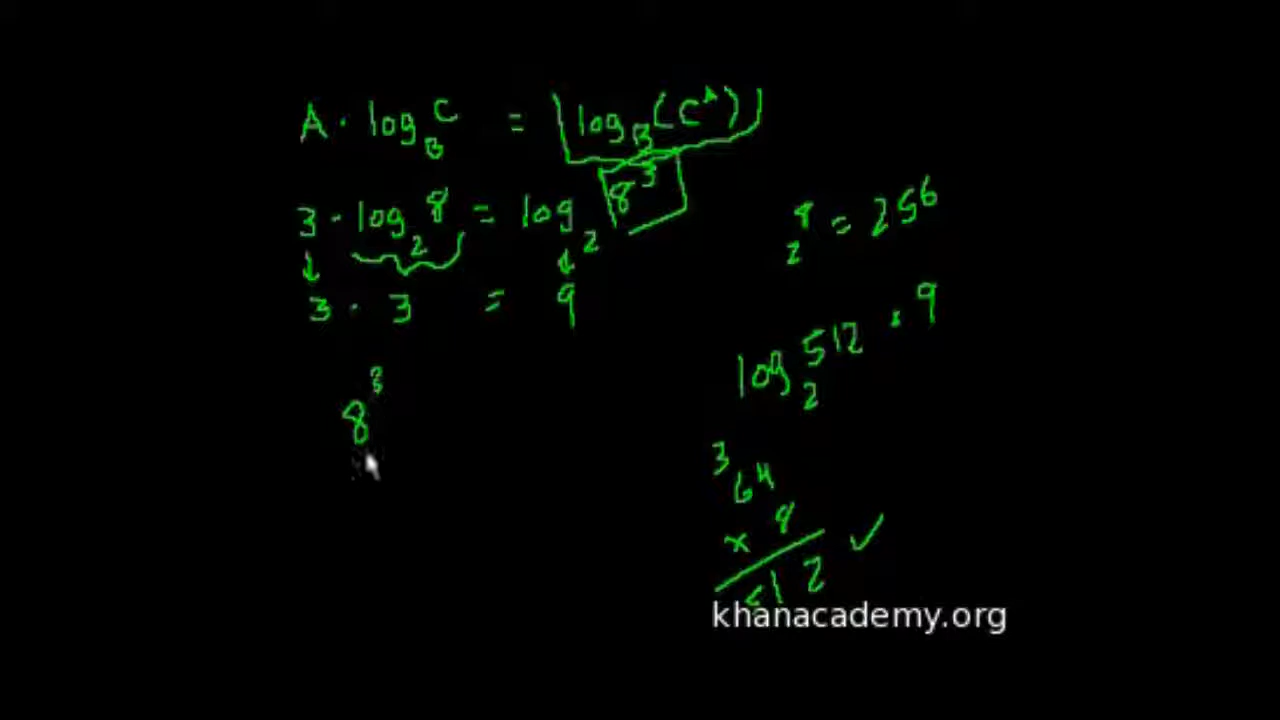 A · log_B C = log_B (C^A)
3 · log_2 8 = log_2 8^3
3 · 3 = 9
8^3
2^8 = 256
log_2 512 = 9
3
64
x 8
512 ✓
khanacademy.org